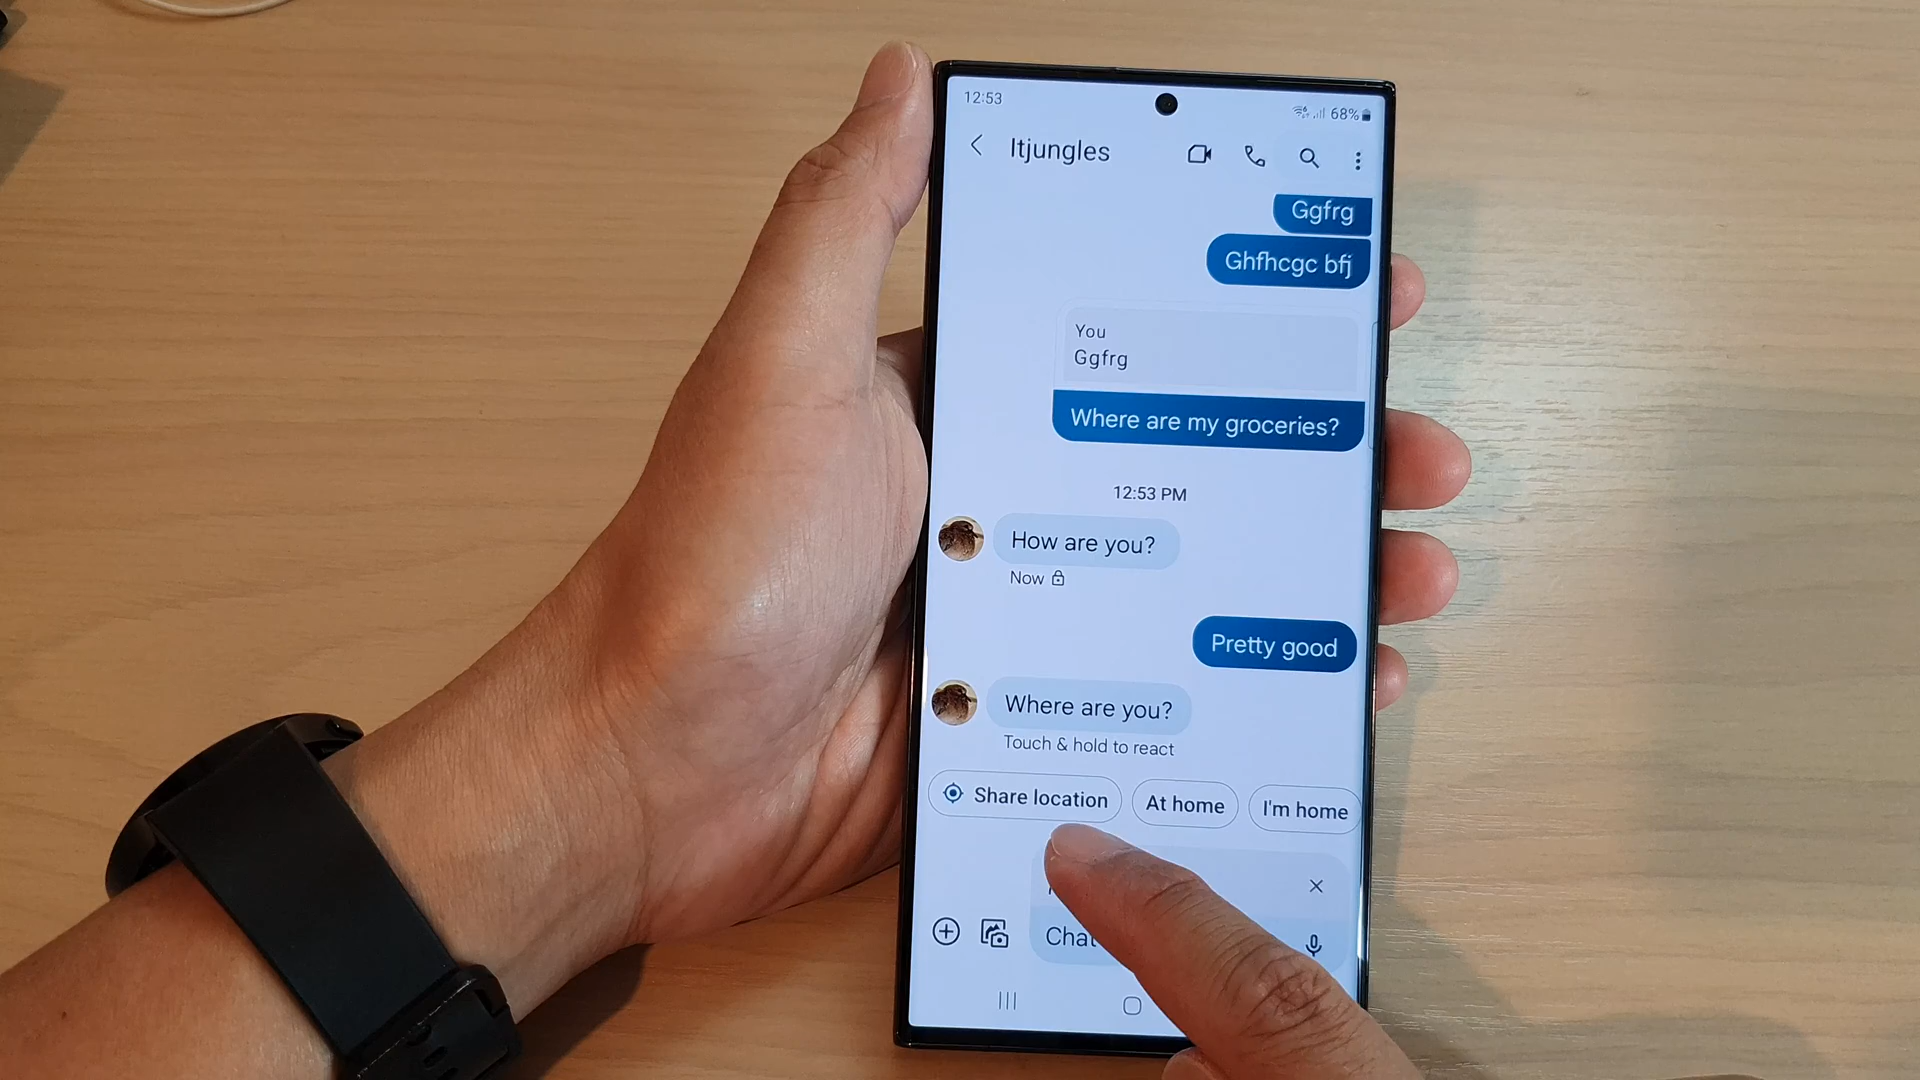 12:53
68%
Itjungles
Ggfrg
Ghfhcgc bfj
You
Ggfrg
Where are my groceries?
12:53 PM
How are you?
Now
Pretty good
Where are you?
Touch & hold to react
Share location
At home
I'm home
Chat